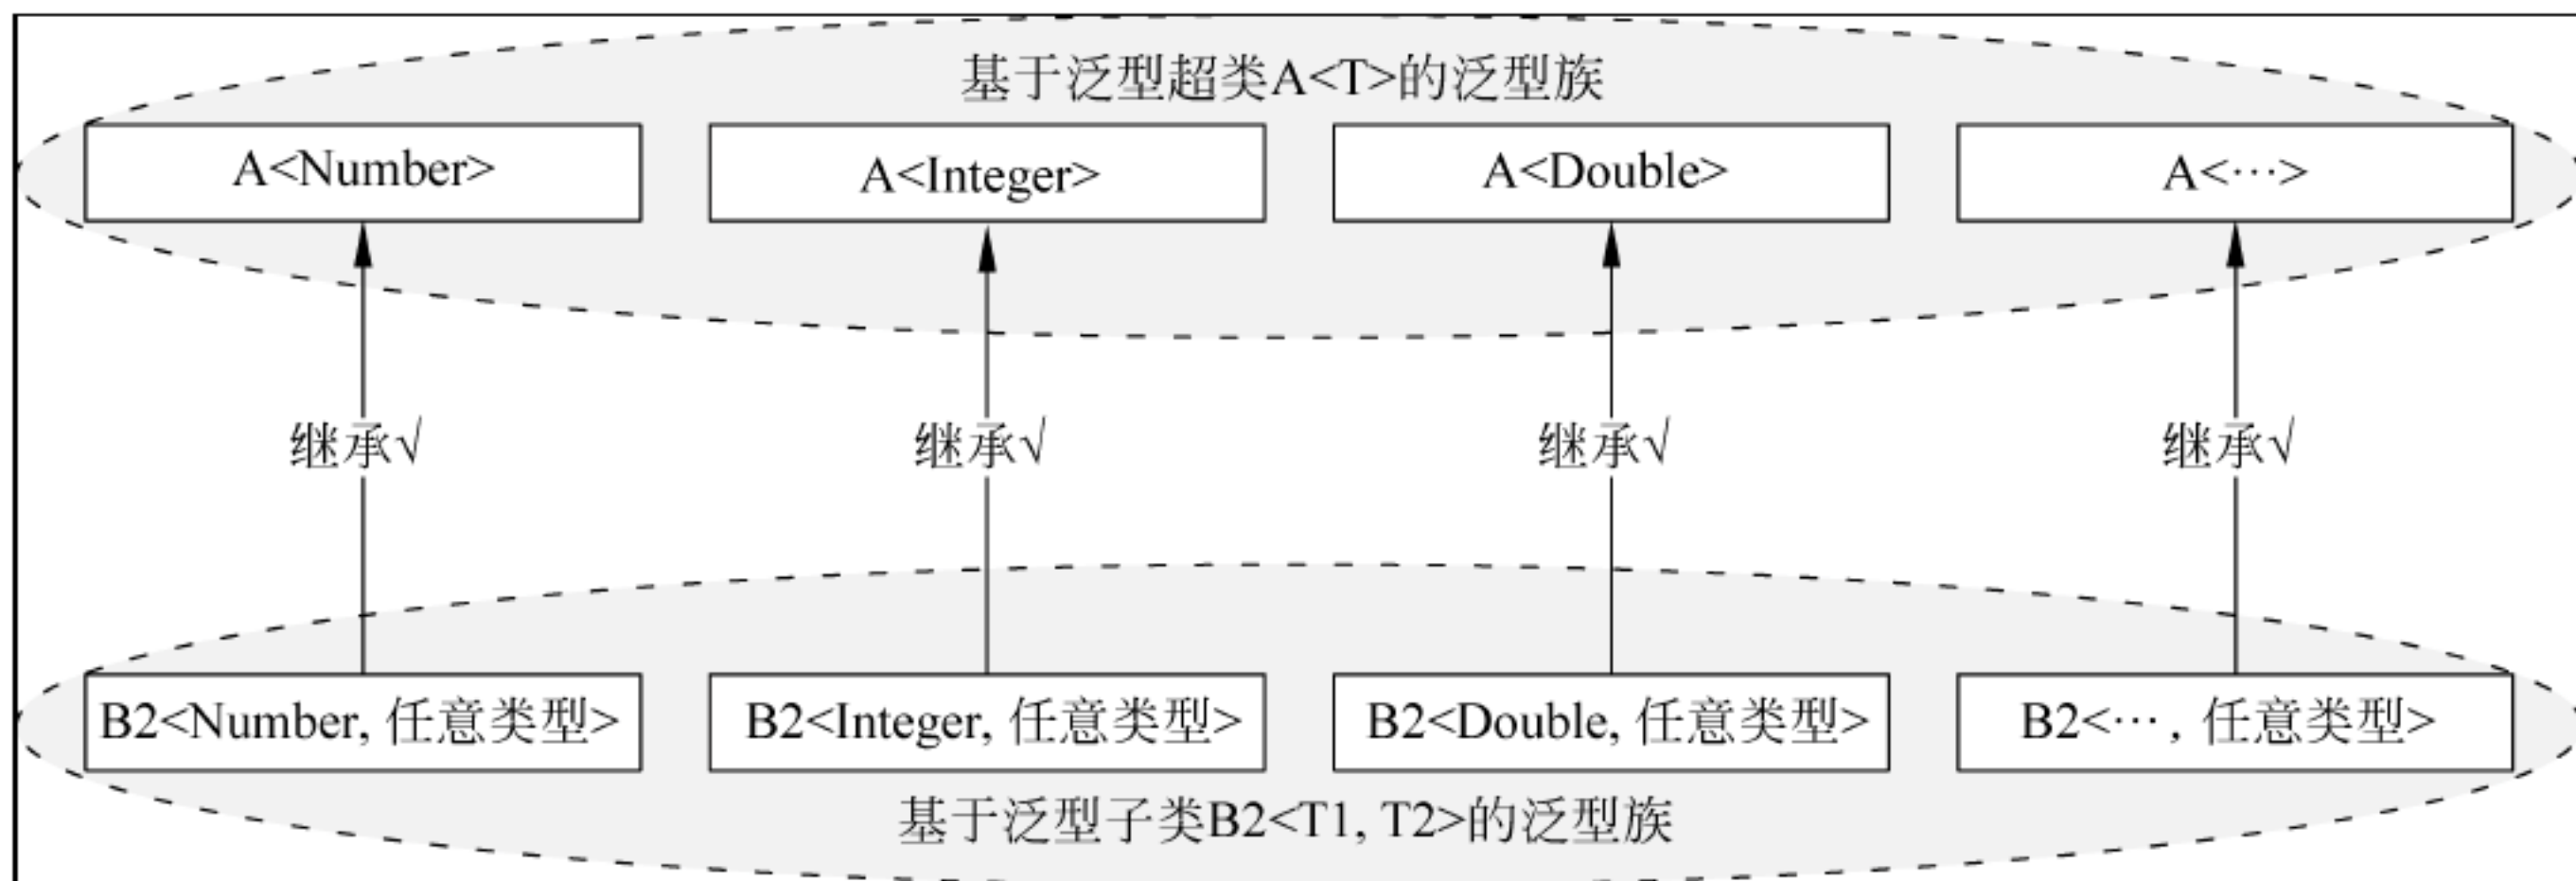 基于泛型超类A<T>的泛型族
A<Number>
A<Integer>
A<Double>
A<…>
继承√
继承√
继承√
继承√
B2<Number, 任意类型>
B2<Integer, 任意类型>
B2<Double, 任意类型>
B2<…, 任意类型>
基于泛型子类B2<T1, T2>的泛型族